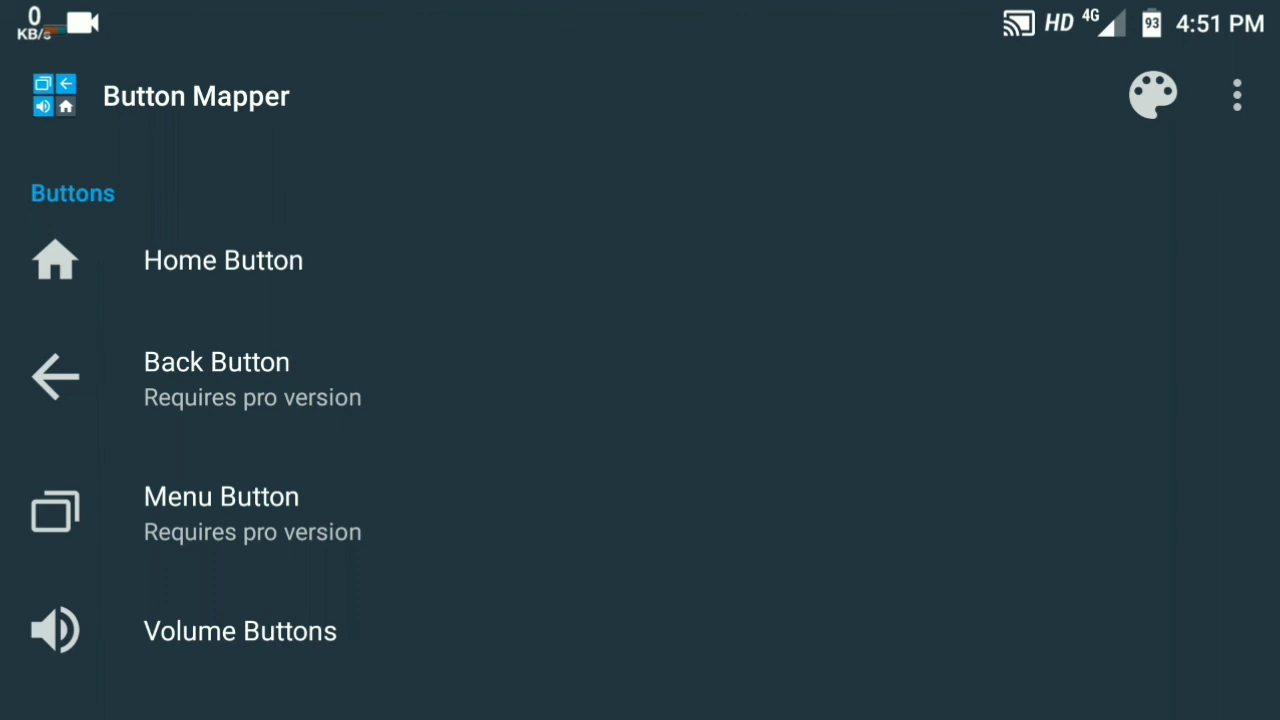 0
KB/s
HD 4G 93 4:51 PM
Button Mapper
Buttons
Home Button
Back Button
Requires pro version
Menu Button
Requires pro version
Volume Buttons